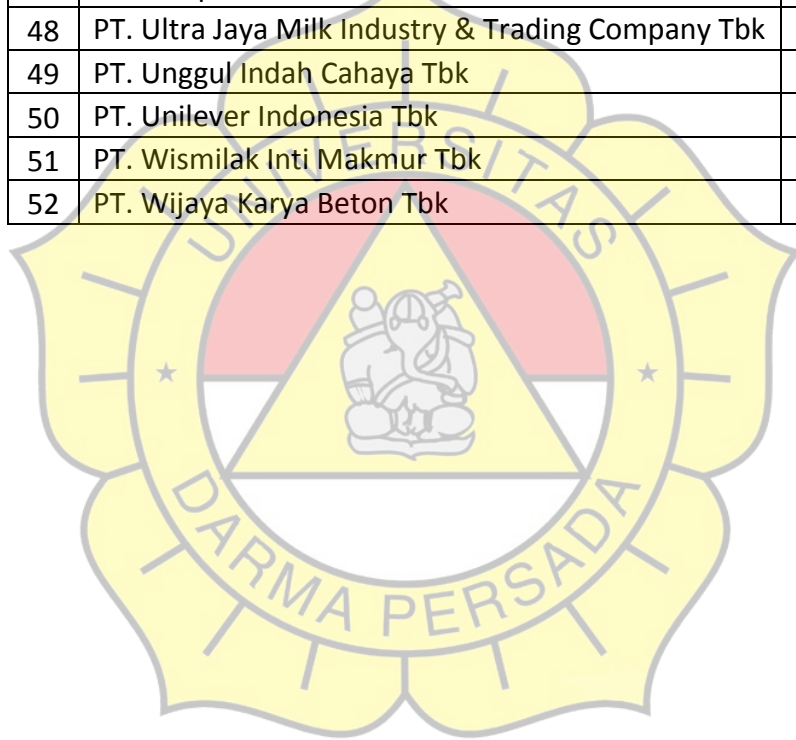 48 PT. Ultra Jaya Milk Industry & Trading Company Tbk
49 PT. Unggul Indah Cahaya Tbk
50 PT. Unilever Indonesia Tbk
51 PT. Wismilak Inti Makmur Tbk
52 PT. Wijaya Karya Beton Tbk
UNIVERSITAS
DARMA PERSADA